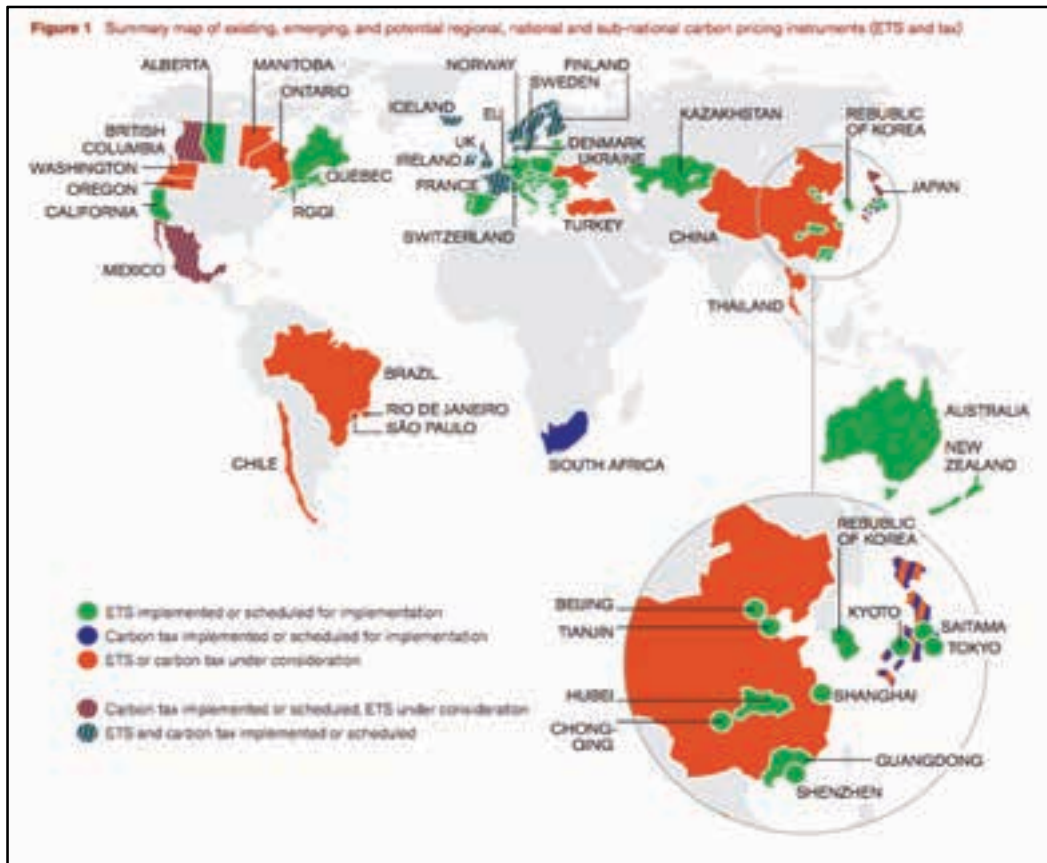 Figure 1 Summary map of existing, emerging, and potential regional, national and sub-national carbon pricing instruments (ETS and tax)
ALBERTA
MANITOBA
ONTARIO
BRITISH
COLUMBIA
WASHINGTON
OREGON
CALIFORNIA
QUÉBEC
RGGI
MEXICO
NORWAY
FINLAND
SWEDEN
ICELAND
EU
UK
IRELAND
DENMARK
UKRAINE
FRANCE
SWITZERLAND
TURKEY
KAZAKHSTAN
REPUBLIC
OF KOREA
JAPAN
CHINA
THAILAND
BRAZIL
RIO DE JANEIRO
SÃO PAULO
CHILE
SOUTH AFRICA
AUSTRALIA
NEW
ZEALAND
REPUBLIC
OF KOREA
BEIJING
TIANJIN
KYOTO
SAITAMA
TOKYO
HUBEI
SHANGHAI
CHONG-
QING
GUANGDONG
SHENZHEN
ETS implemented or scheduled for implementation
Carbon tax implemented or scheduled for implementation
ETS or carbon tax under consideration
Carbon tax implemented or scheduled, ETS under consideration
ETS and carbon tax implemented or scheduled